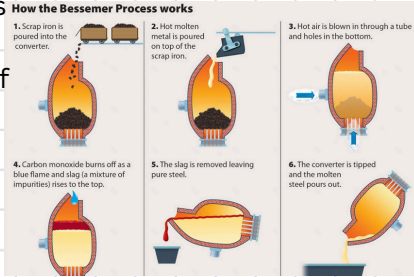 s
How the Bessemer Process works
1. Scrap iron is
poured into the
converter.
2. Hot molten
metal is poured
on top of the
scrap iron.
3. Hot air is blown in through a tube
and holes in the bottom.
f
4. Carbon monoxide burns off as a
blue flame and slag (a mixture of
impurities) rises to the top.
5. The slag is removed leaving
pure steel.
6. The converter is tipped
and the molten
steel pours out.